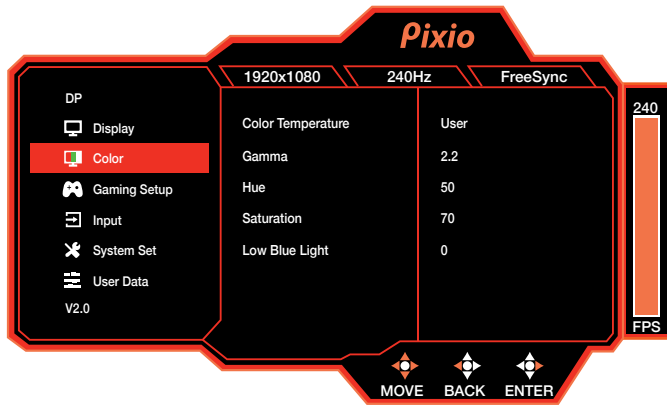 Pixio
1920x1080 240Hz FreeSync
DP
Display
Color
Gaming Setup
Input
System Set
User Data
V2.0
Color Temperature User
Gamma 2.2
Hue 50
Saturation 70
Low Blue Light 0
240
FPS
MOVE BACK ENTER